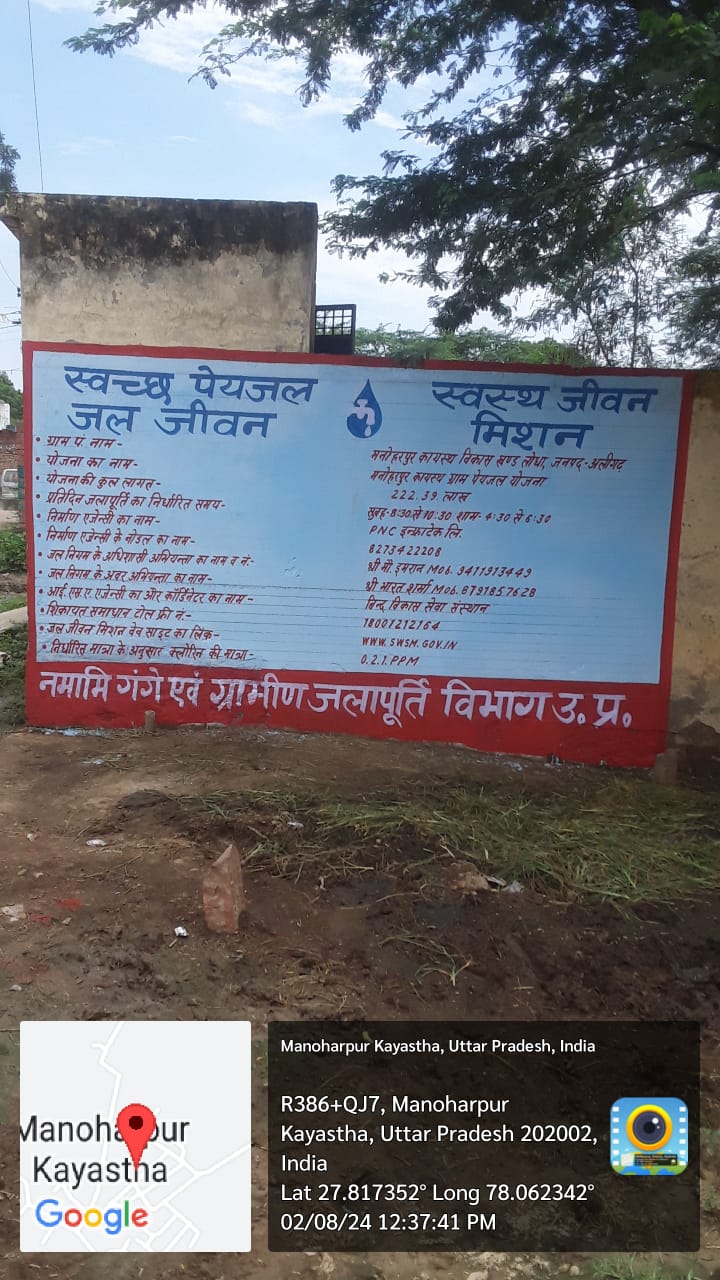 स्वच्छ पेयजल स्वस्थ जीवन
जल जीवन मिशन
• ग्राम पं. नाम - मनोहरपुर कायस्थ विकास खण्ड लोधा, जनपद-अलीगढ़
• योजना का नाम - मनोहरपुर कायस्थ ग्राम पेयजल योजना
• योजना की कुल लागत - 222.39. लाख
• प्रतिदिन जलापूर्ति का निर्धारित समय - सुबह-8:30 से 10:30 शाम-4:30 से 6:30
• निर्माण एजेन्सी का नाम - PNC इन्फ्राटेक लि.
• निर्माण एजेन्सी के नोडल का नाम - 8273422208
• जल निगम के अधिशासी अभियन्ता का नाम व नं:- श्री मो. इमरान Mob. 9411913449
• जल निगम के अवर अभियन्ता का नाम - श्री भारत शर्मा Mob. 8791857628
• आई.एस.ए. एजेन्सी का और कॉर्डिनेटर का नाम - विकास सेवा संस्थान
• शिकायत समाधान टोल फ्री नं:- 18001212164
• जल जीवन मिशन वेब साइट का लिंक - WWW.SWSM.GOV.IN
• निर्धारित मात्रा के अनुसार क्लोरिन की मात्रा - 0.2.1.PPM
नमामि गंगे एवं ग्रामीण जलापूर्ति विभाग उ. प्र.
Manoharpur Kayastha
Google
Manoharpur Kayastha, Uttar Pradesh, India
R386+QJ7, Manoharpur
Kayastha, Uttar Pradesh 202002,
India
Lat 27.817352° Long 78.062342°
02/08/24 12:37:41 PM